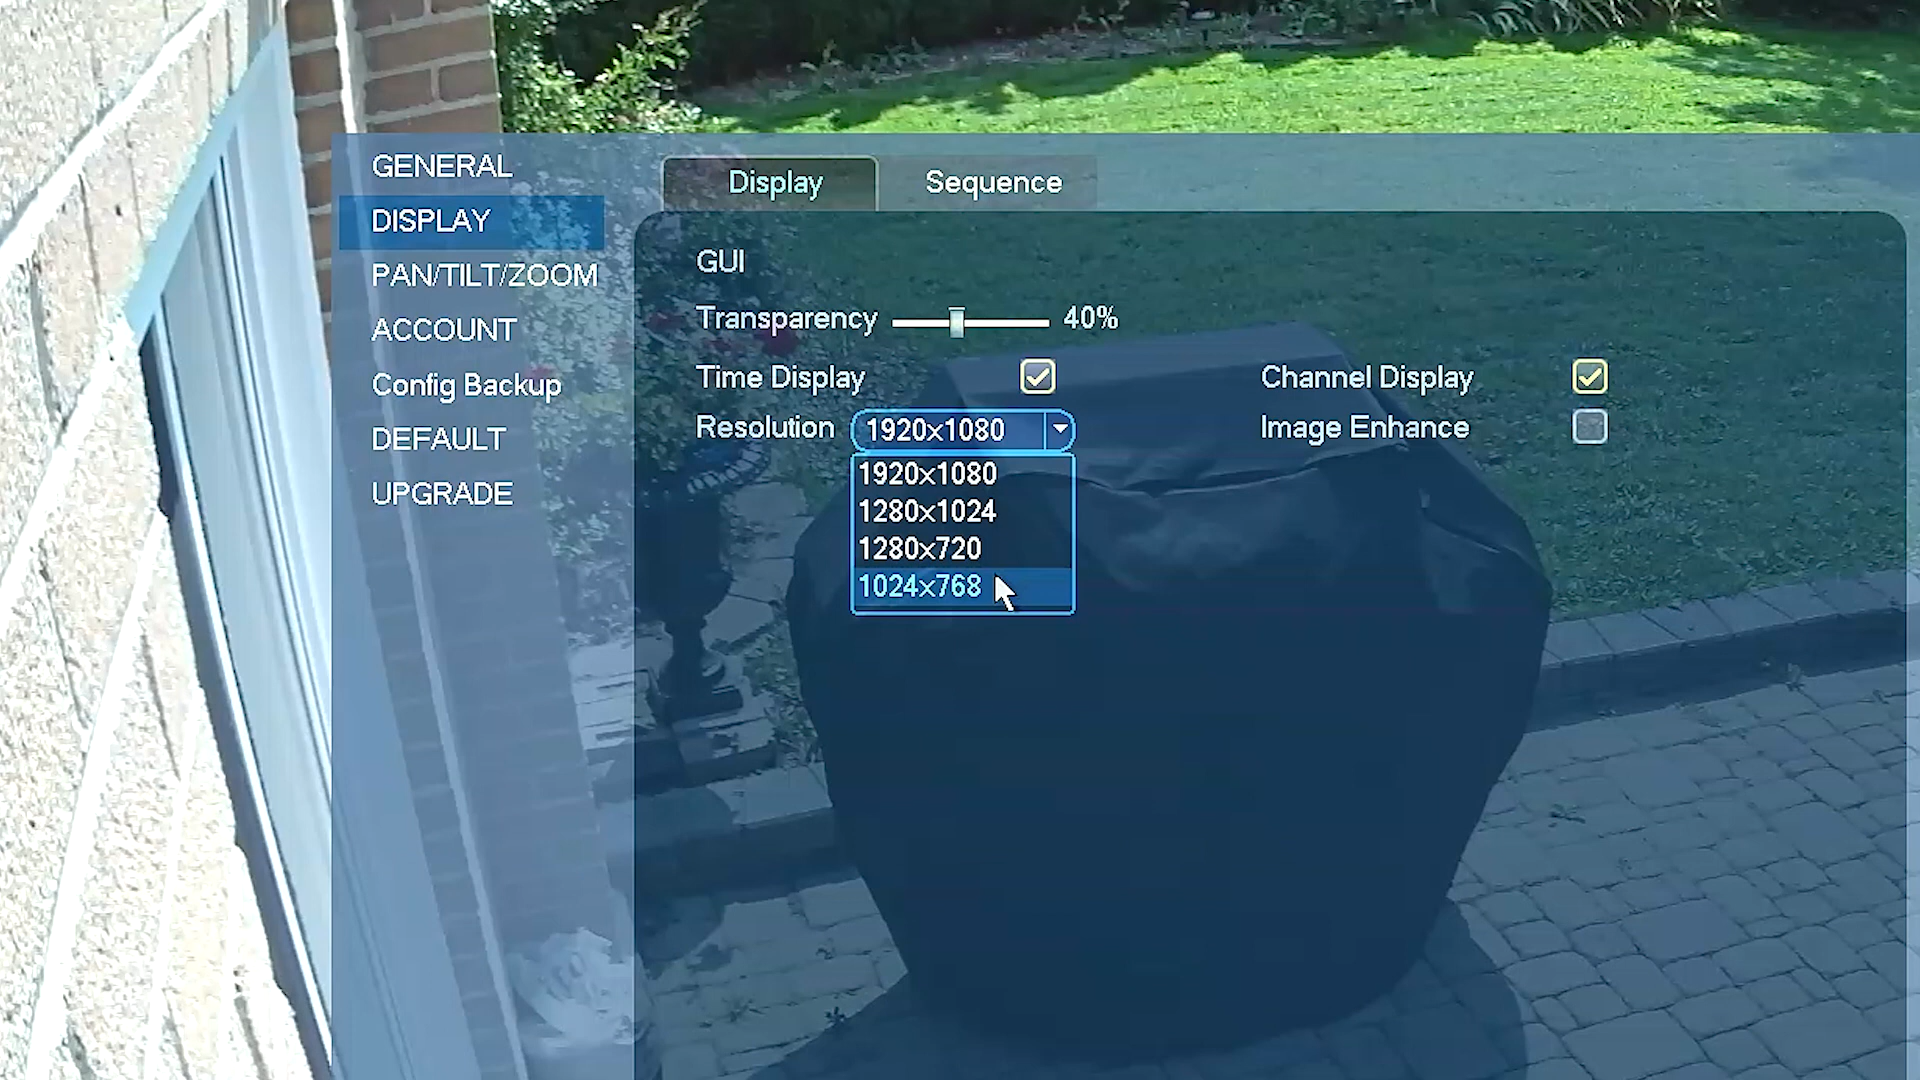 GENERAL
DISPLAY
PAN/TILT/ZOOM
ACCOUNT
Config Backup
DEFAULT
UPGRADE
Display
Sequence
GUI
Transparency 40%
Time Display
Channel Display
Resolution 1920x1080
Image Enhance
1920x1080
1280x1024
1280x720
1024x768